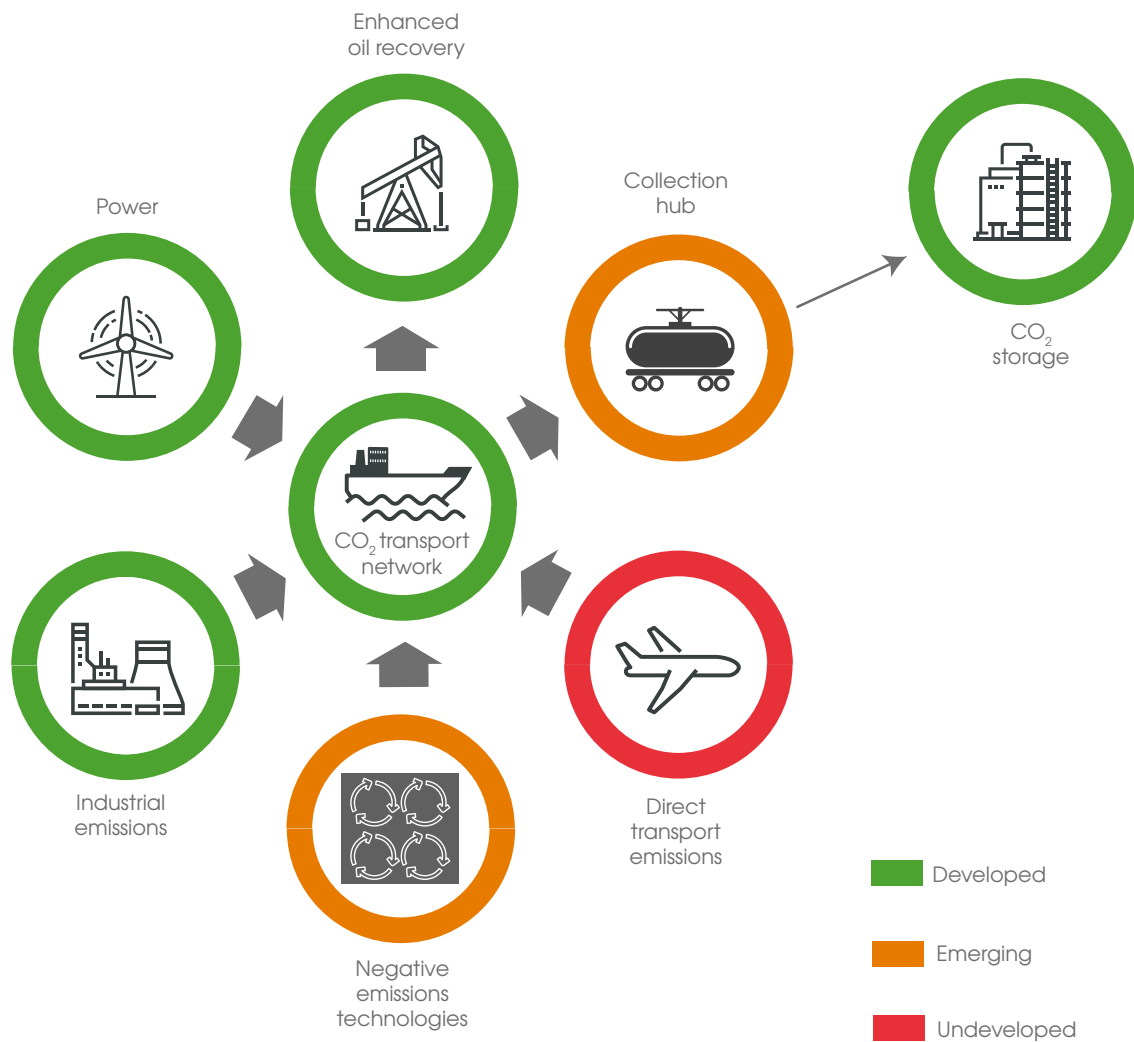 Enhanced
oil recovery
Power
Collection
hub
CO₂
storage
CO₂ transport
network
Industrial
emissions
Direct
transport
emissions
Negative
emissions
technologies
Developed
Emerging
Undeveloped